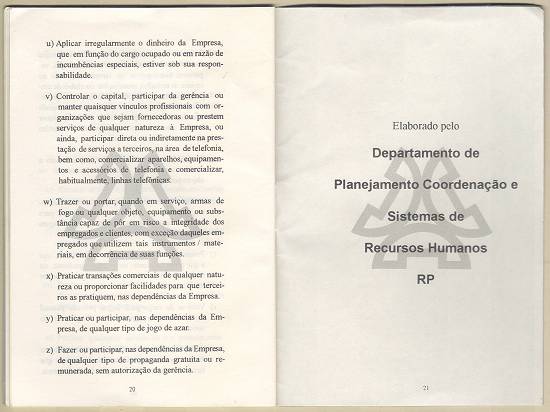 u) Aplicar irregularmente o dinheiro da Empresa,
que, em função do cargo ocupado ou em razão de
incumbências especiais, estiver sob sua respon-
sabilidade.
v) Controlar o capital, participar da gerência ou
manter quaisquer vínculos profissionais com or-
ganizações que sejam fornecedoras ou prestem
serviços de qualquer natureza à Empresa, ou
ainda, participar direta ou indiretamente na pres-
tação de serviços a terceiros, na área de telefonia,
bem como, comercializar aparelhos, equipamen-
tos e acessórios de telefonia e comercializar,
habitualmente, linhas telefônicas.
w) Trazer ou portar, quando em serviço, armas de
fogo ou qualquer objeto, equipamento ou subs-
tância capaz de pôr em risco a integridade dos
empregados e clientes, com exceção daqueles em-
pregados que utilizem tais instrumentos / mate-
riais, em decorrência de suas funções.
x) Praticar transações comerciais de qualquer natu-
reza ou proporcionar facilidades para que tercei-
ros as pratiquem, nas dependências da Empresa.
y) Praticar ou participar, nas dependências da Em-
presa, de qualquer tipo de jogo de azar.
z) Fazer ou participar, nas dependências da Empresa,
de qualquer tipo de propaganda gratuita ou re-
munerada, sem autorização da gerência.
20
Elaborado pelo
Departamento de
Planejamento Coordenação e
Sistemas de
Recursos Humanos
RP
21